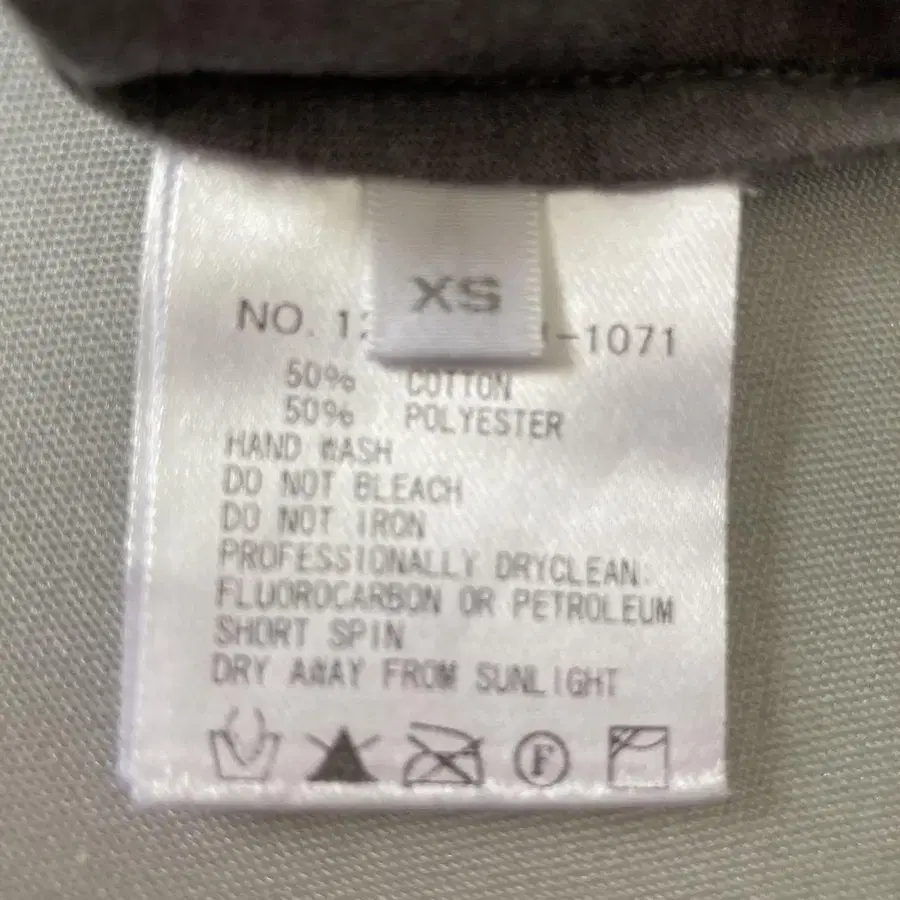 XS
NO. 1 -1071
50% COTTON
50% POLYESTER
HAND WASH
DO NOT BLEACH
DO NOT IRON
PROFESSIONALLY DRYCLEAN.
FLUOROCARBON OR PETROLEUM
SHORT SPIN
DRY AWAY FROM SUNLIGHT
F